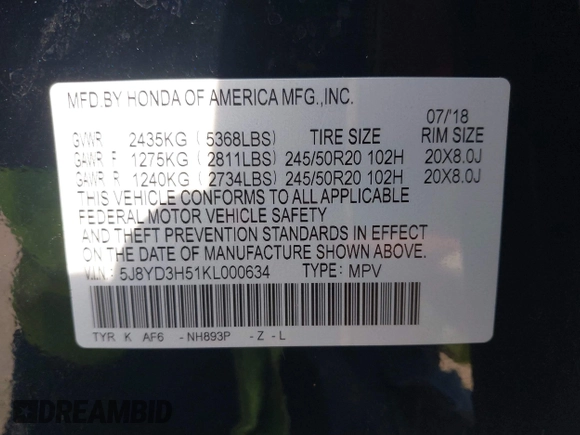 MFD.BY HONDA OF AMERICA MFG.,INC.
07/'18
GVWR 2435KG ( 5368LBS) TIRE SIZE RIM SIZE
GAWR F 1275KG ( 2811LBS) 245/50R20 102H 20X8.0J
GAWR R 1240KG ( 2734LBS) 245/50R20 102H 20X8.0J
THIS VEHICLE CONFORMS TO ALL APPLICABLE
FEDERAL MOTOR VEHICLE SAFETY
AND THEFT PREVENTION STANDARDS IN EFFECT
ON THE DATE OF MANUFACTURE SHOWN ABOVE.
V.I.N.: 5J8YD3H51KL000634 TYPE: MPV
TYR K AF6 -NH893P -Z -L
DREAMBID